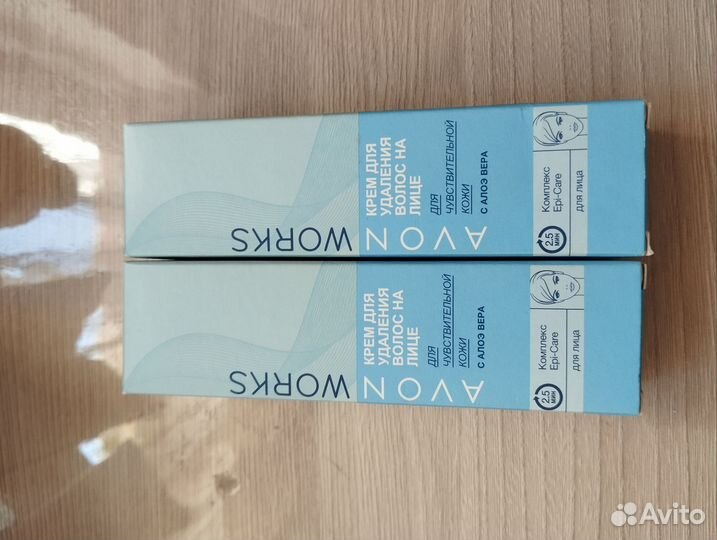 AVON WORKS
КРЕМ ДЛЯ
УДАЛЕНИЯ
ВОЛОС НА
ЛИЦЕ
ДЛЯ
ЧУВСТВИТЕЛЬНОЙ
КОЖИ
С АЛОЭ ВЕРА
2.5
МИН
Комплекс
Epi-Care
для лица
AVON WORKS
КРЕМ ДЛЯ
УДАЛЕНИЯ
ВОЛОС НА
ЛИЦЕ
ДЛЯ
ЧУВСТВИТЕЛЬНОЙ
КОЖИ
С АЛОЭ ВЕРА
2.5
МИН
Комплекс
Epi-Care
для лица
Avito